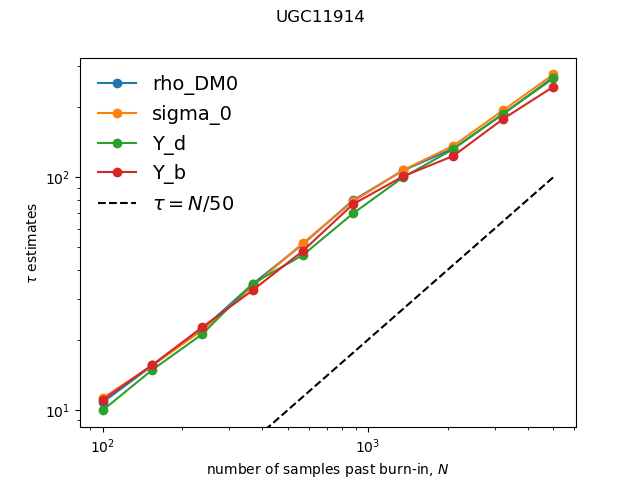 UGC11914
rho_DM0
sigma_0
Y_d
Y_b
τ = N/50
10²
10¹
τ estimates
10² 10³
number of samples past burn-in, N